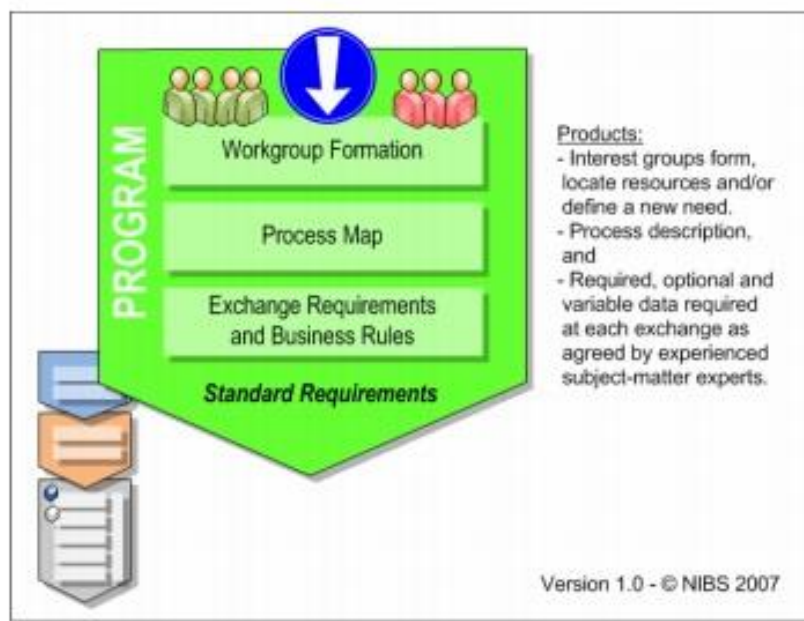 PROGRAM
Workgroup Formation
Process Map
Exchange Requirements
and Business Rules
Standard Requirements
Products:
- Interest groups form,
locate resources and/or
define a new need.
- Process description,
and
- Required, optional and
variable data required
at each exchange as
agreed by experienced
subject-matter experts.
Version 1.0 - © NIBS 2007